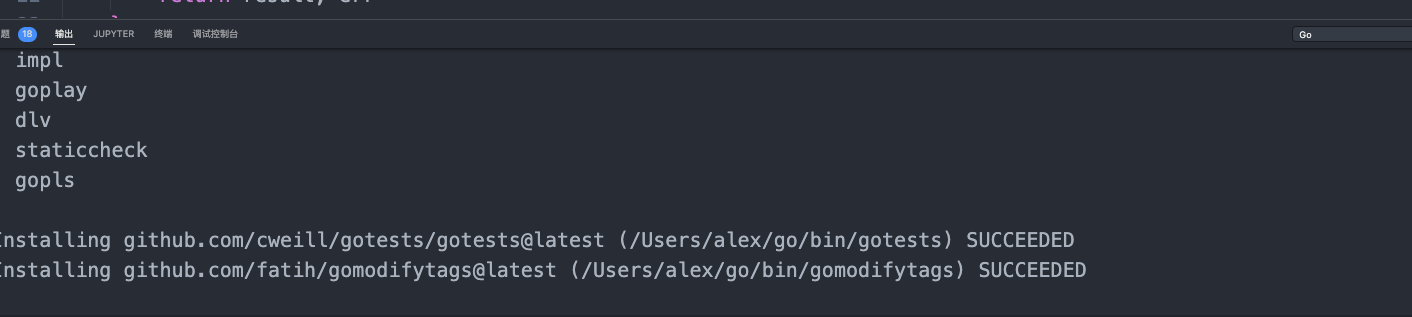 return result, err
题 18 输出 JUPYTER 终端 调试控制台 Go
impl
goplay
dlv
staticcheck
gopls
Installing github.com/cweill/gotests/gotests@latest (/Users/alex/go/bin/gotests) SUCCEEDED
Installing github.com/fatih/gomodifytags@latest (/Users/alex/go/bin/gomodifytags) SUCCEEDED